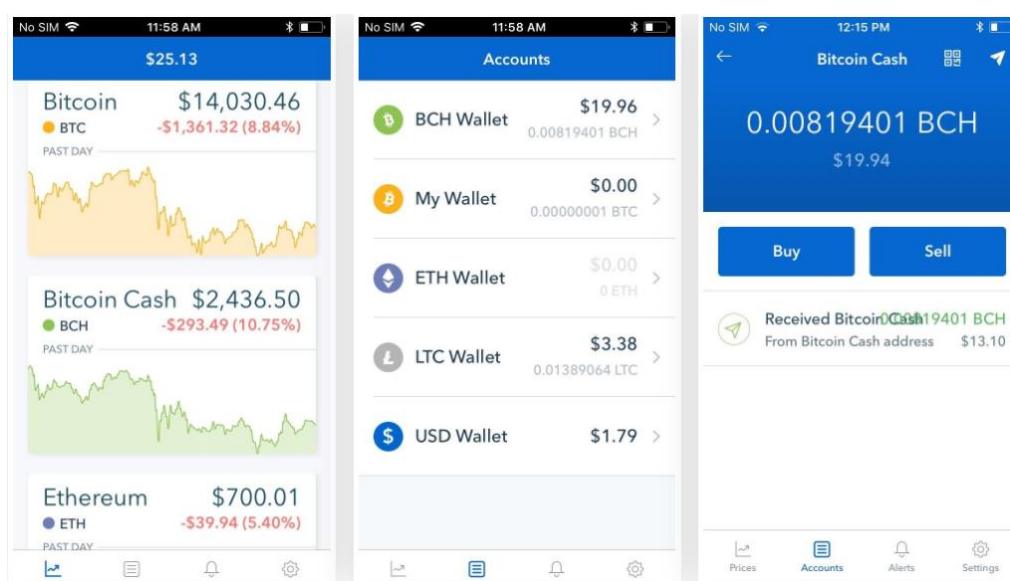 No SIM 11:58 AM
$25.13
Bitcoin $14,030.46
BTC -$1,361.32 (8.84%)
PAST DAY
Bitcoin Cash $2,436.50
BCH -$293.49 (10.75%)
PAST DAY
Ethereum $700.01
ETH -$39.94 (5.40%)
PAST DAY
No SIM 11:58 AM
Accounts
BCH Wallet $19.96
0.00819401 BCH
My Wallet $0.00
0.00000001 BTC
ETH Wallet $0.00
0 ETH
LTC Wallet $3.38
0.01389064 LTC
USD Wallet $1.79
No SIM 12:15 PM
Bitcoin Cash
0.00819401 BCH
$19.94
Buy Sell
Received Bitcoin Cash 0.00819401 BCH
From Bitcoin Cash address $13.10
Prices Accounts Alerts Settings